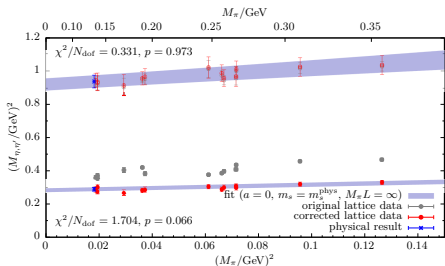 M_π/GeV
0 0.10 0.15 0.20 0.25 0.30 0.35
χ²/N_dof = 0.331, p = 0.973
1.2
1
0.8
0.6
0.4
0.2
0
(M_η,η′/GeV)²
fit (a = 0, m_s = m_s^phys, M_πL = ∞)
original lattice data
corrected lattice data
physical result
χ²/N_dof = 1.704, p = 0.066
0 0.02 0.04 0.06 0.08 0.1 0.12 0.14
(M_π/GeV)²